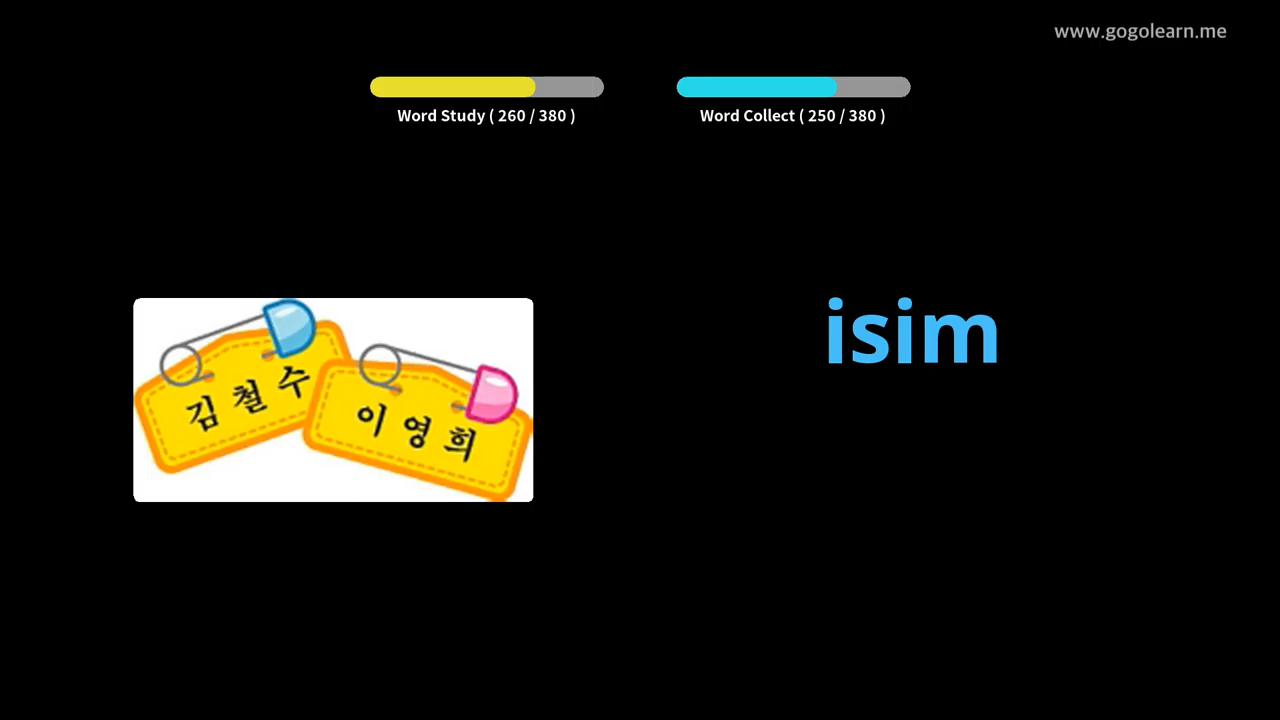 www.gogolearn.me
Word Study ( 260 / 380 )
Word Collect ( 250 / 380 )
김철수
이영희
isim